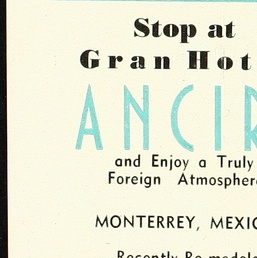 Stop at
Gran Hot
ANCIR
and Enjoy a Truly
Foreign Atmospher
MONTERREY, MEXIC
Recently Re-modele